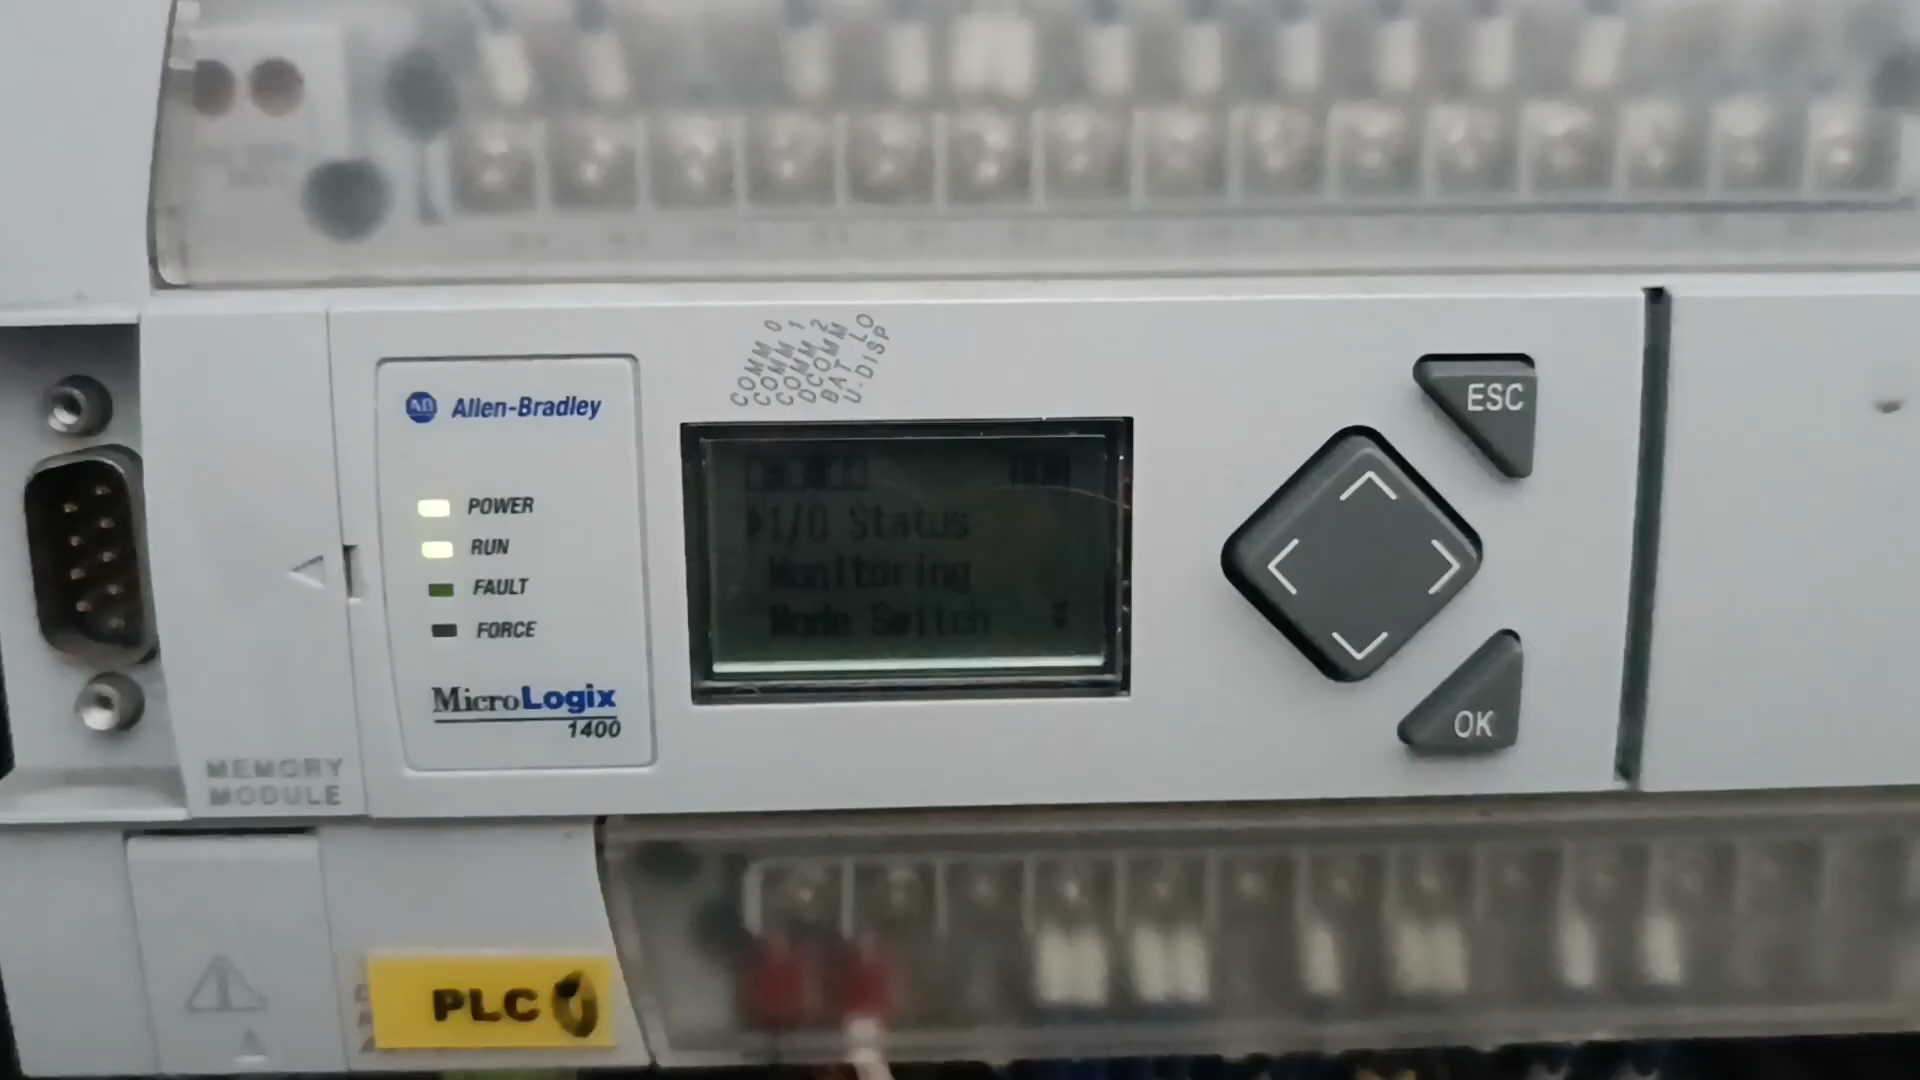 COMM 0
COMM 1
COMM 2
DCOMM
BAT. LO
U-DISP
AB Allen-Bradley
POWER
RUN
FAULT
FORCE
MicroLogix
1400
I/O Status
Monitoring
Mode Switch
ESC
OK
MEMORY
MODULE
PLC